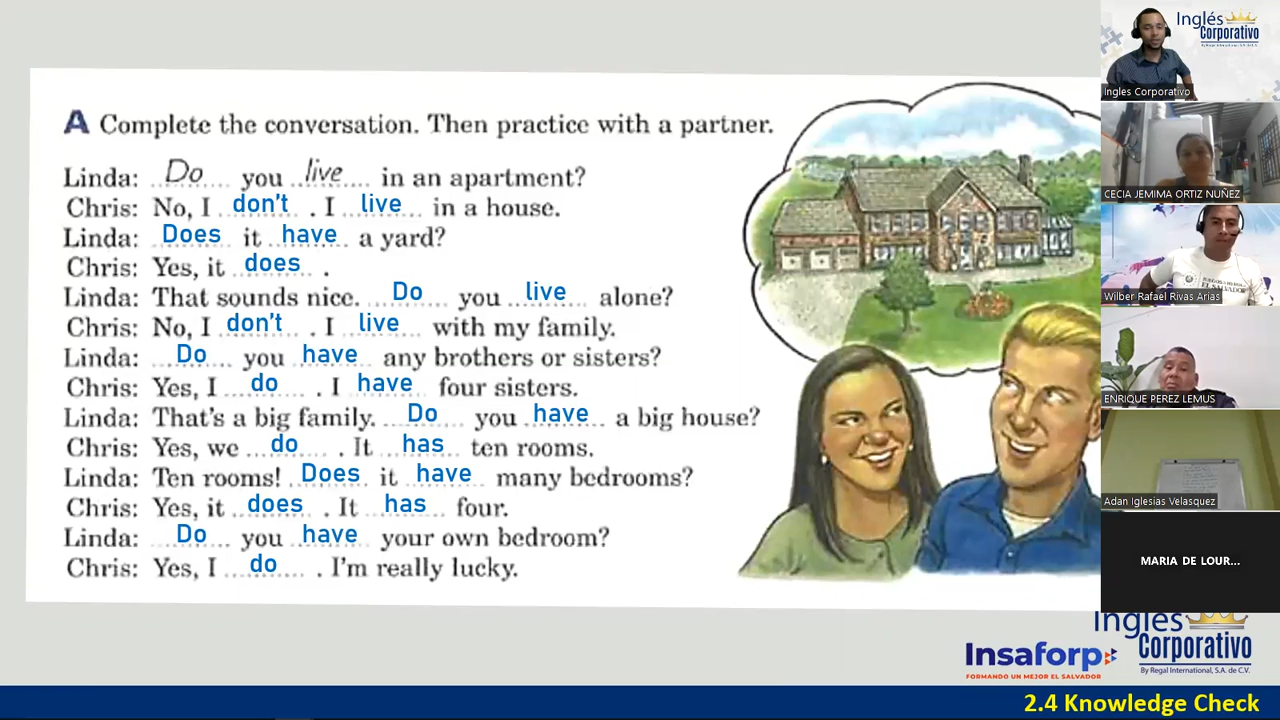 A Complete the conversation. Then practice with a partner.
Linda: Do you live in an apartment?
Chris: No, I don't . I live in a house.
Linda: Does it have a yard?
Chris: Yes, it does .
Linda: That sounds nice. Do you live alone?
Chris: No, I don't . I live with my family.
Linda: Do you have any brothers or sisters?
Chris: Yes, I do . I have four sisters.
Linda: That's a big family. Do you have a big house?
Chris: Yes, we do . It has ten rooms.
Linda: Ten rooms! Does it have many bedrooms?
Chris: Yes, it does . It has four.
Linda: Do you have your own bedroom?
Chris: Yes, I do . I'm really lucky.
Inglés
Corporativo
Ingles Corporativo
CECIA JEMIMA ORTIZ NUÑEZ
Wilber Rafael Rivas Arias
ENRIQUE PEREZ LEMUS
Adan Iglesias Velasquez
MARIA DE LOUR...
Insaforp
FORMANDO UN MEJOR EL SALVADOR
Inglés
Corporativo
By Regal International, S.A. de C.V.
2.4 Knowledge Check